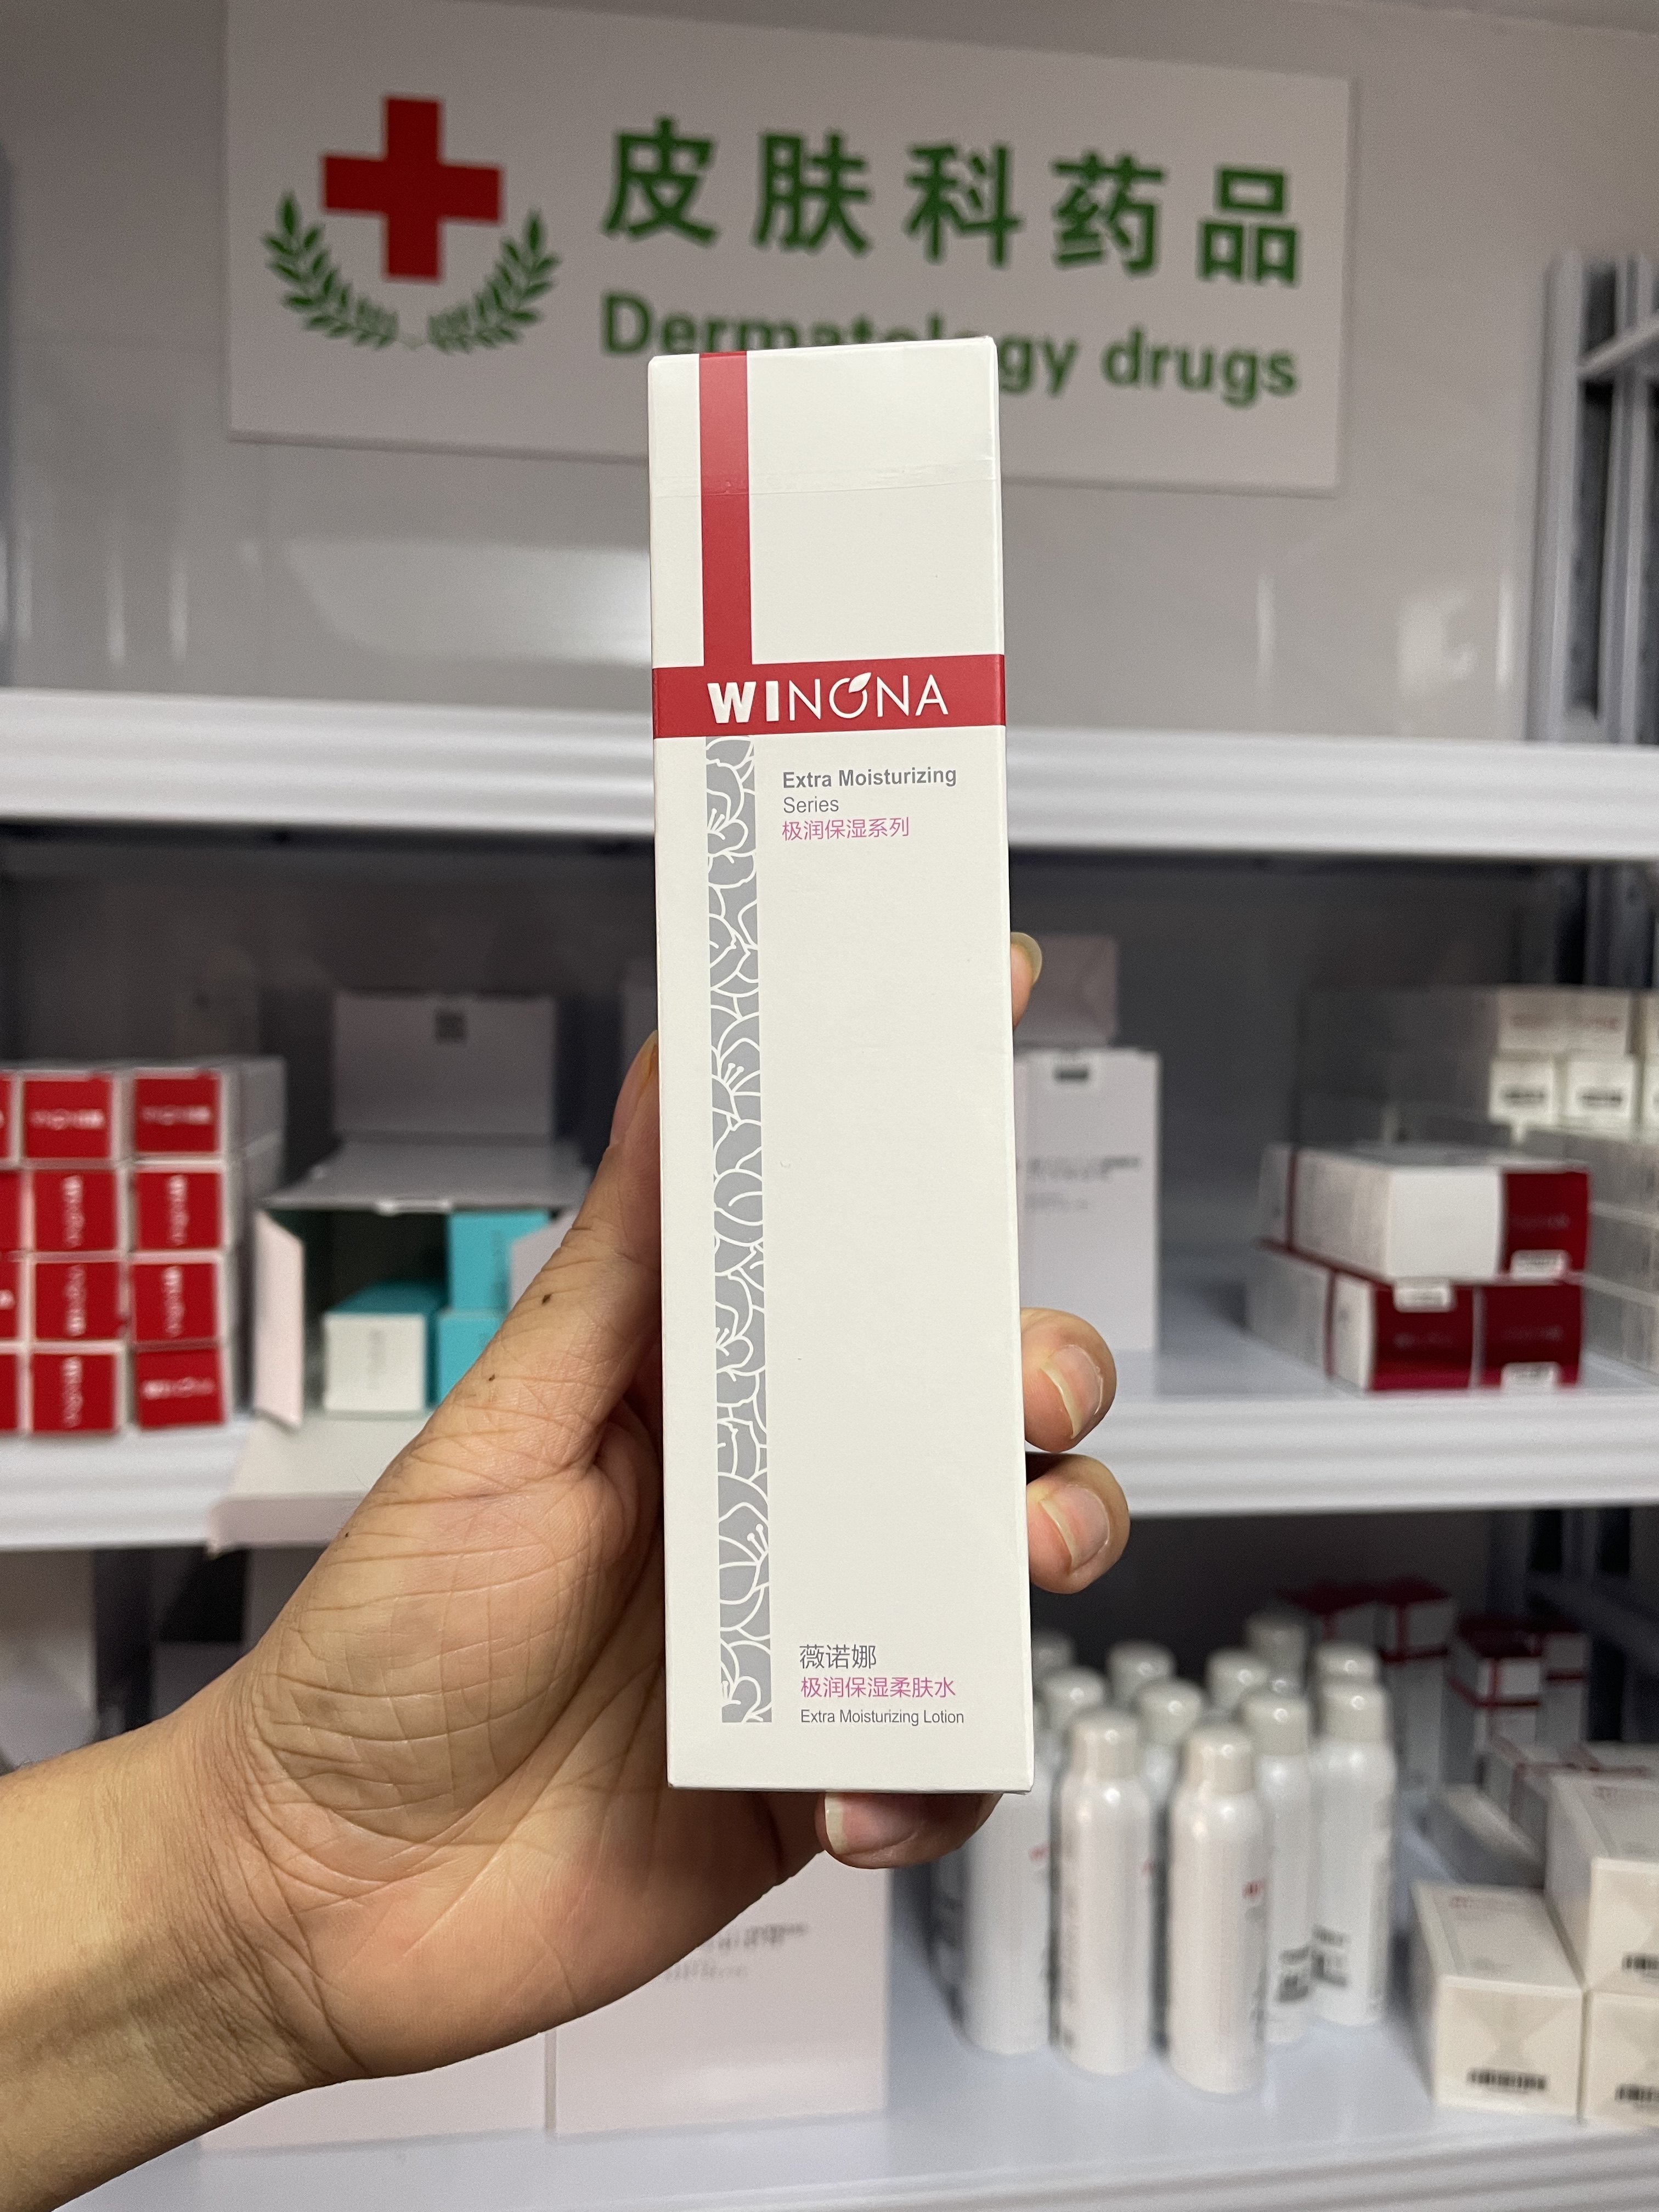 皮肤科药品
Dermatology drugs
WINONA
Extra Moisturizing
Series
极润保湿系列
薇诺娜
极润保湿柔肤水
Extra Moisturizing Lotion